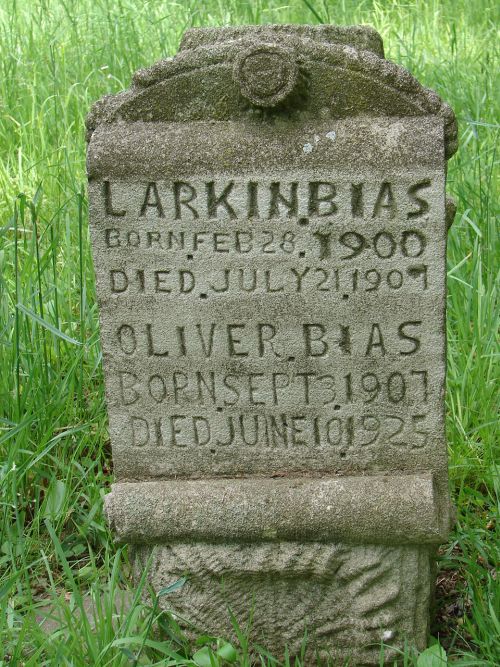 LARKIN.BIAS
BORN.FEB 28.1900
DIED.JULY 21.1907
OLIVER.BIAS
BORN.SEPT 3.1907
DIED.JUINE 10.1925